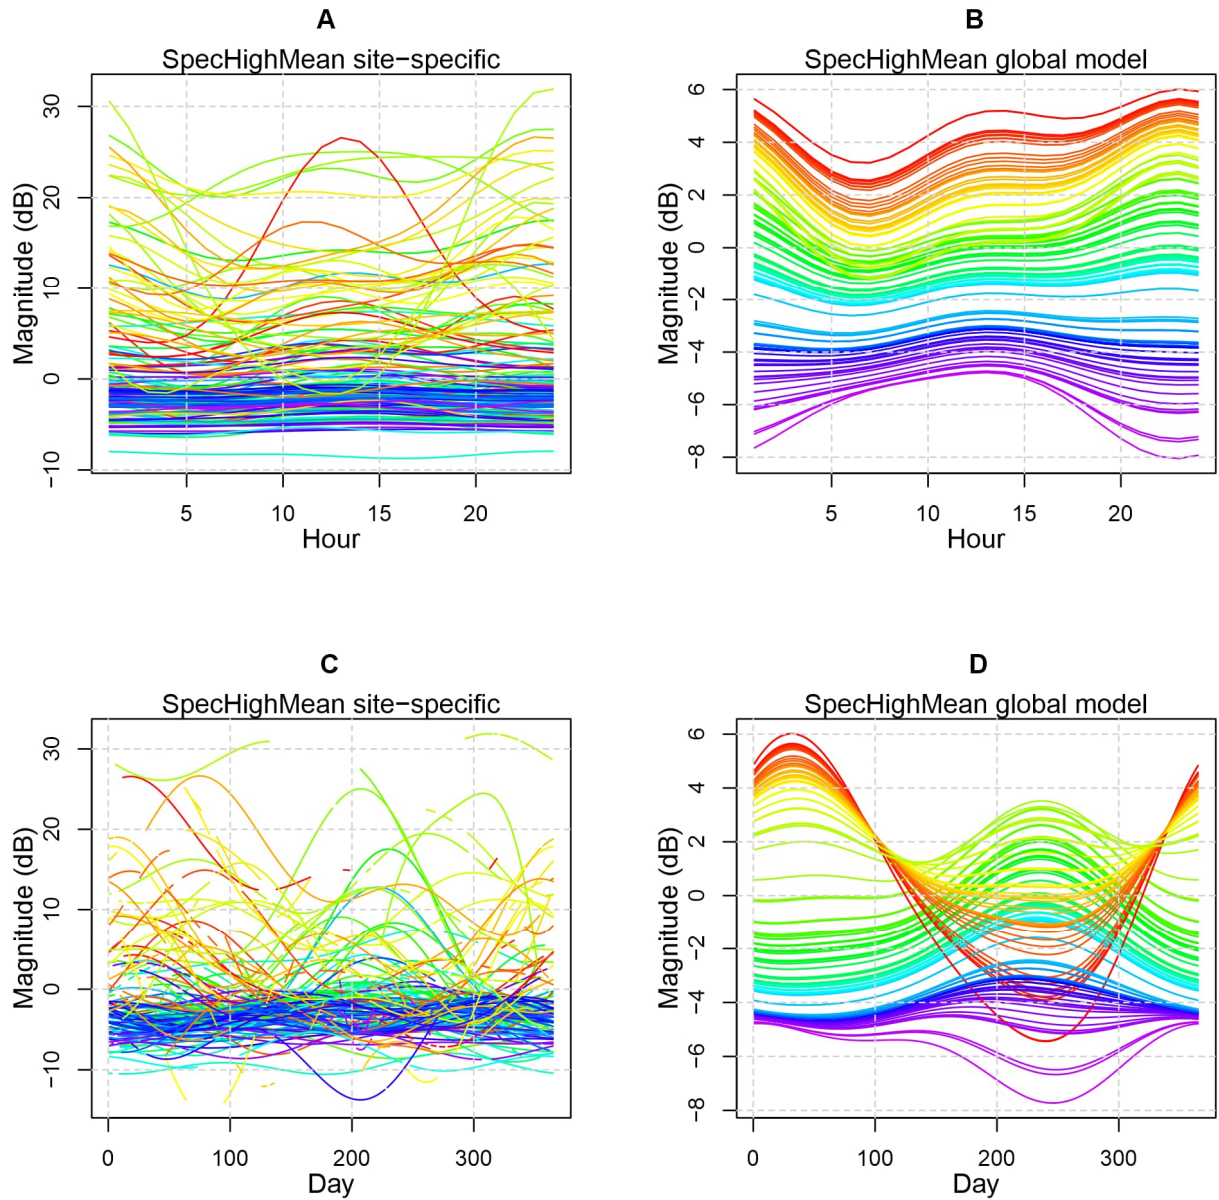 A
SpecHighMean site−specific
Magnitude (dB)
30
20
10
0
−10
5
10
15
20
Hour
B
SpecHighMean global model
Magnitude (dB)
6
4
2
0
−2
−4
−6
−8
5
10
15
20
Hour
C
SpecHighMean site−specific
Magnitude (dB)
30
20
10
0
−10
0
100
200
300
Day
D
SpecHighMean global model
Magnitude (dB)
6
4
2
0
−2
−4
−6
−8
0
100
200
300
Day